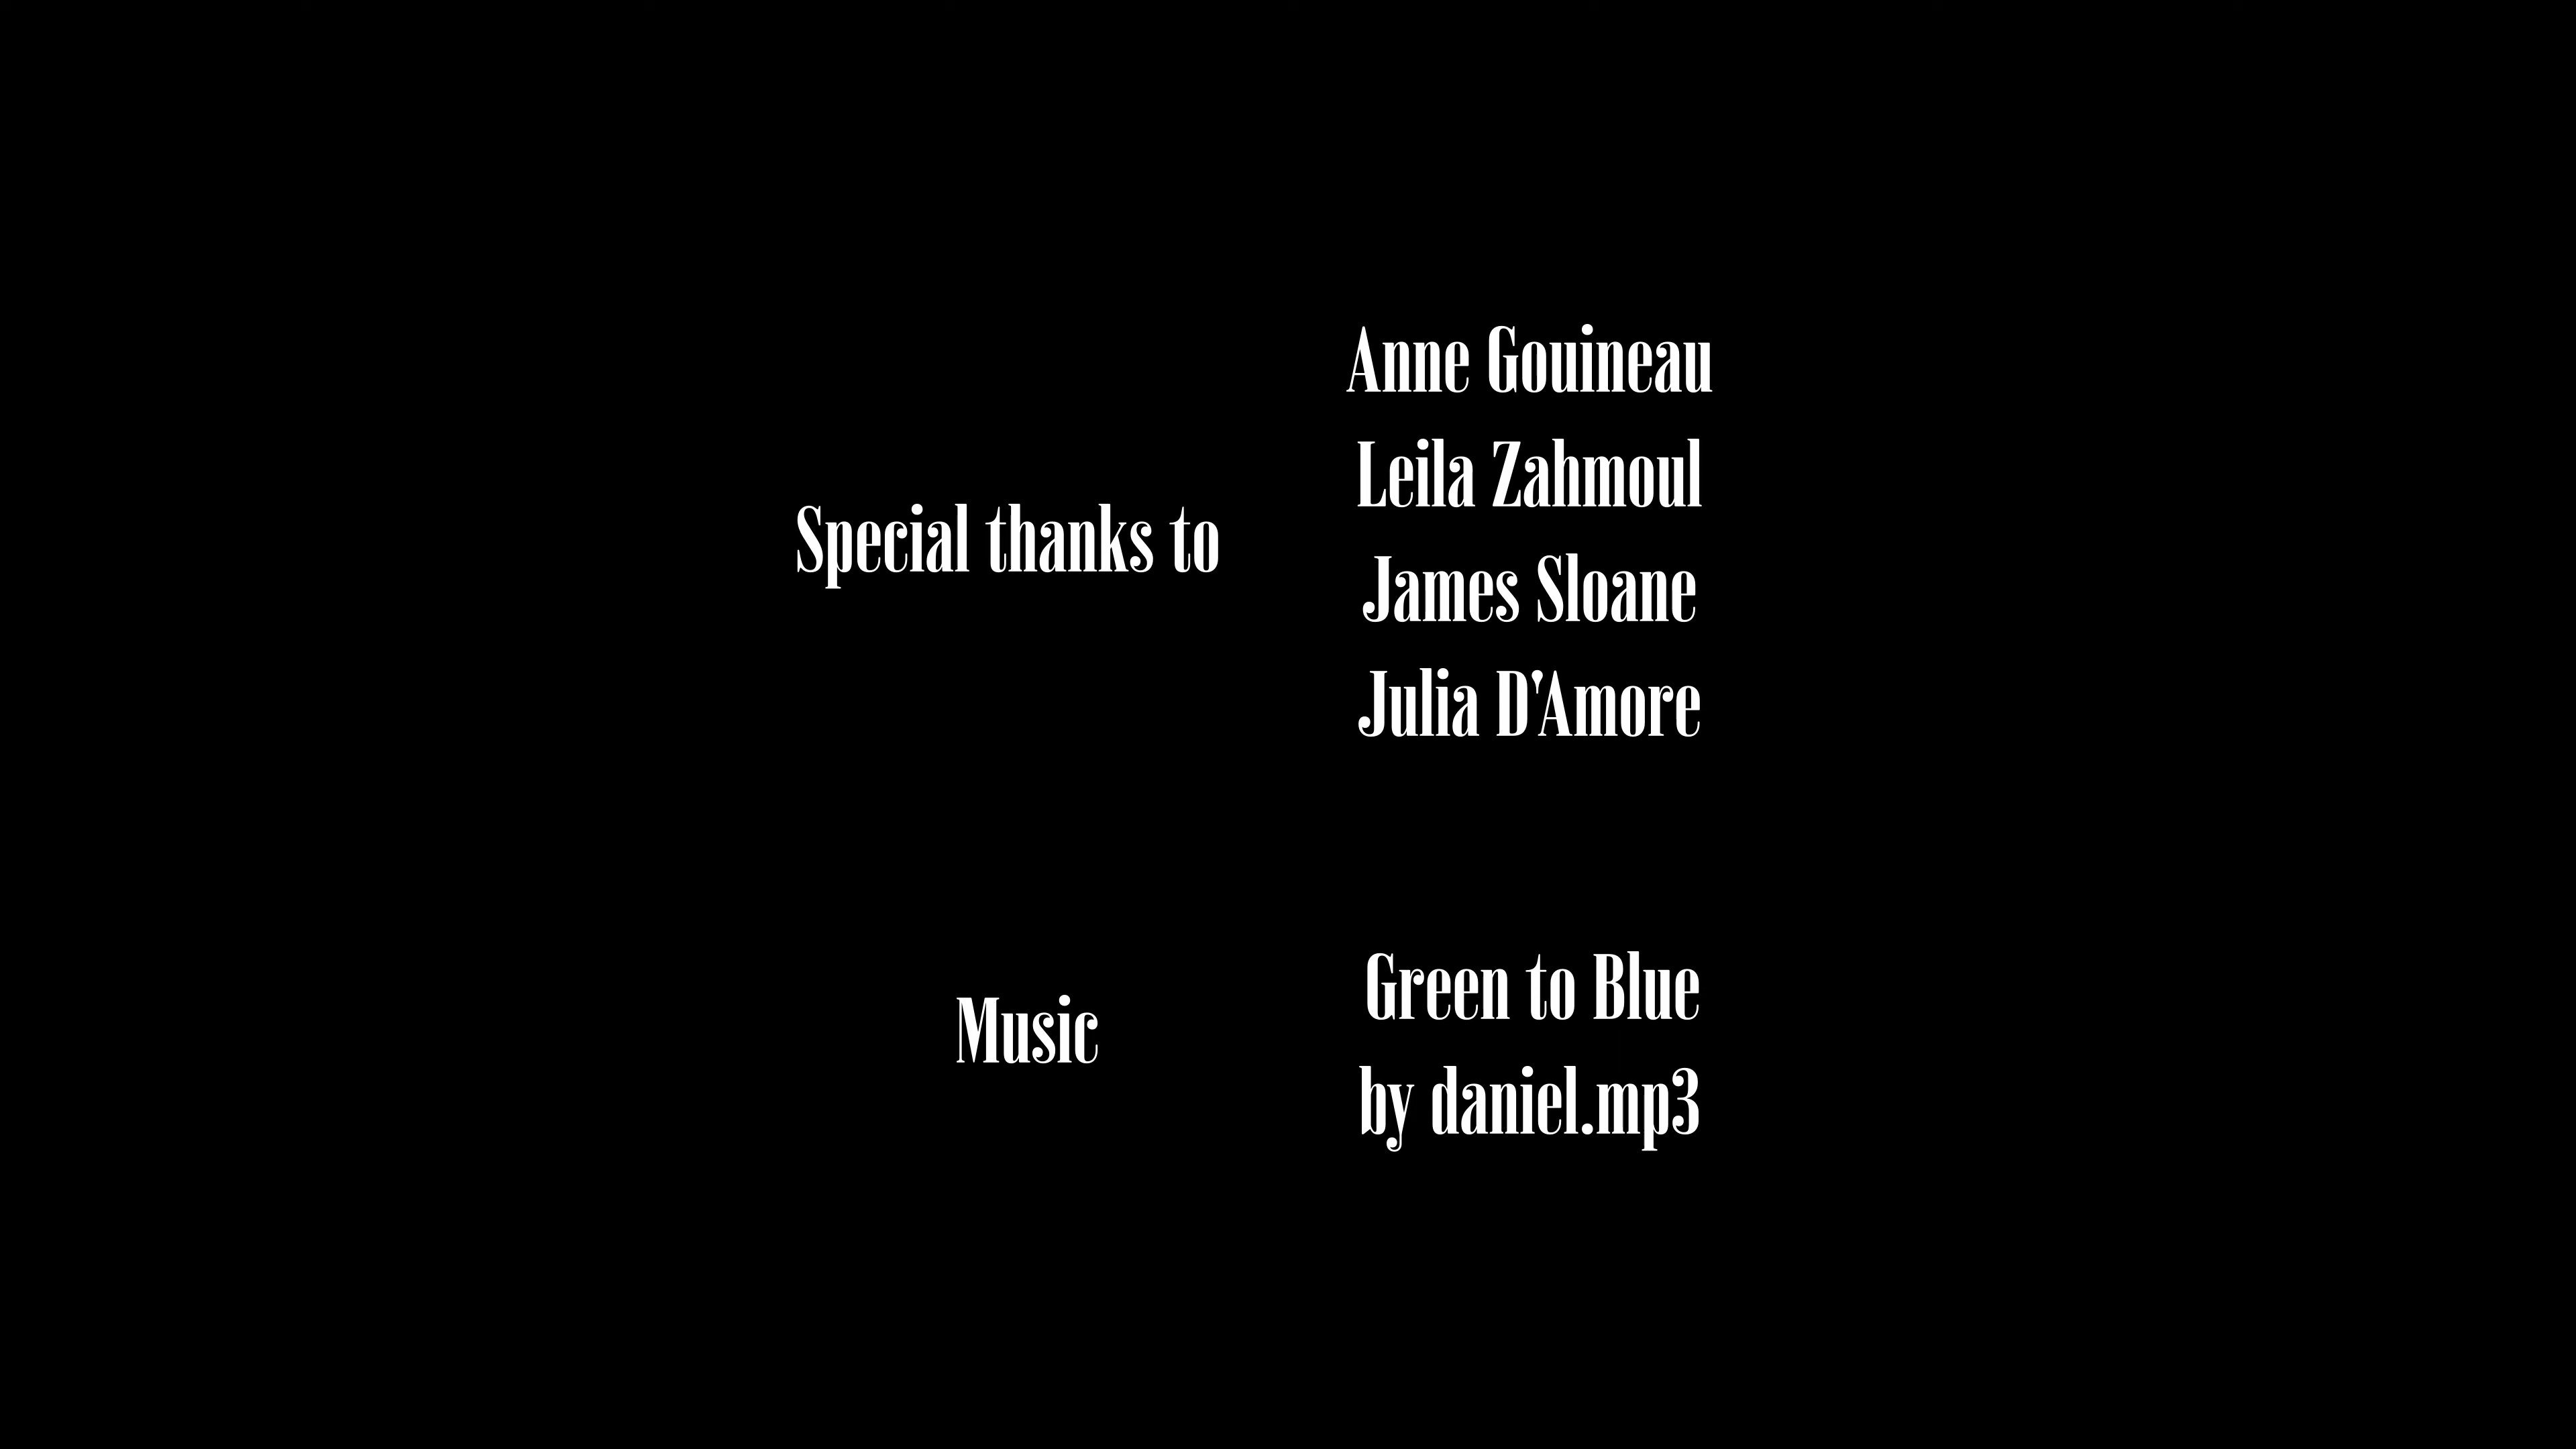 Special thanks to
Anne Gouineau
Leila Zahmoul
James Sloane
Julia D'Amore
Music
Green to Blue
by daniel.mp3